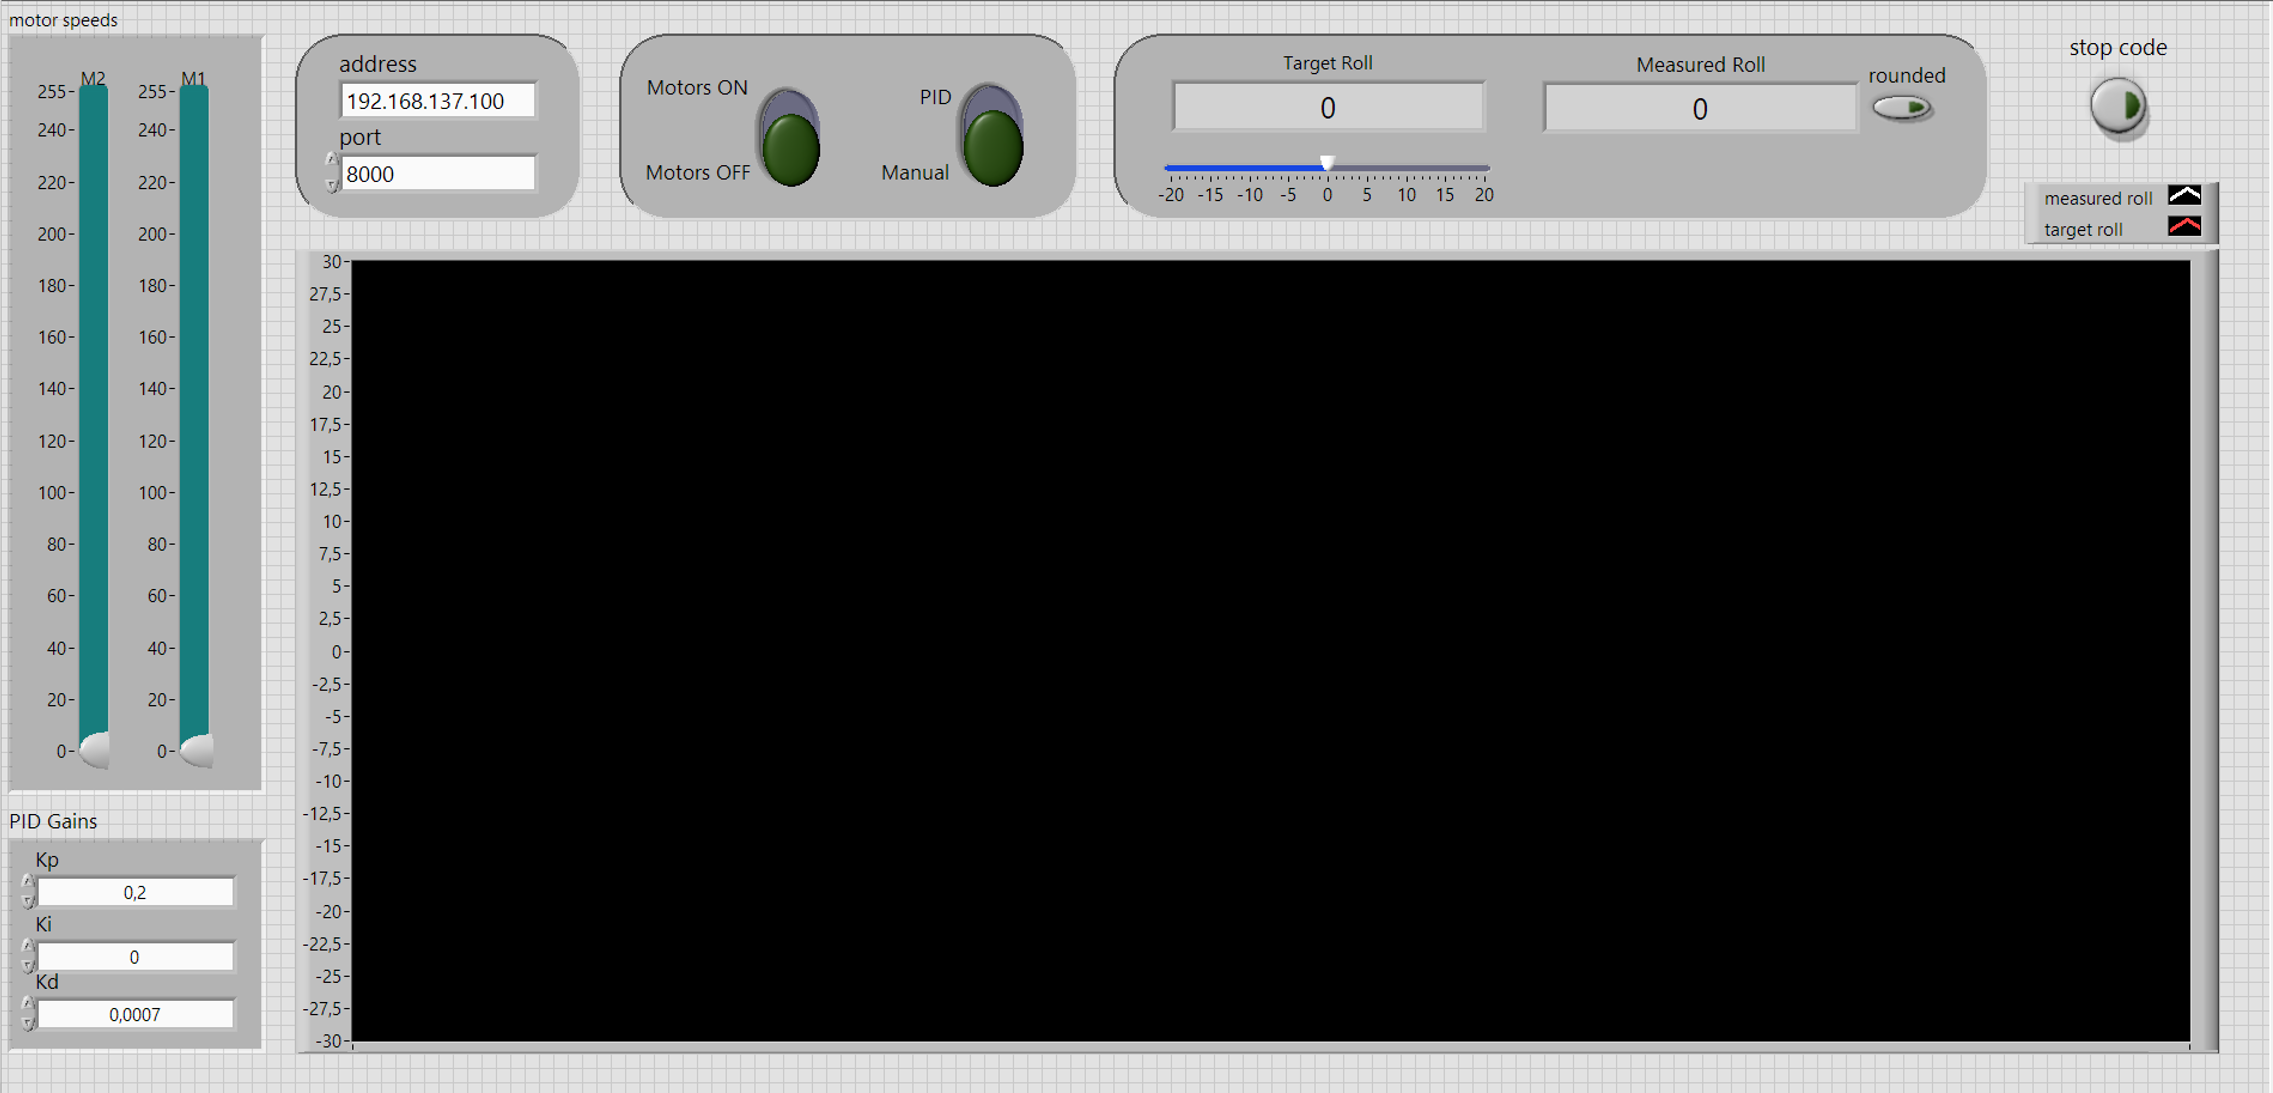 motor speeds
M2 M1
255 255
240 240
220 220
200 200
180 180
160 160
140 140
120 120
100 100
80 80
60 60
40 40
20 20
0 0
PID Gains
Kp
0,2
Ki
0
Kd
0,0007
address
192.168.137.100
port
8000
Motors ON
Motors OFF
PID
Manual
Target Roll
0
-20 -15 -10 -5 0 5 10 15 20
Measured Roll
0
rounded
stop code
measured roll
target roll
30
27,5
25
22,5
20
17,5
15
12,5
10
7,5
5
2,5
0
-2,5
-5
-7,5
-10
-12,5
-15
-17,5
-20
-22,5
-25
-27,5
-30